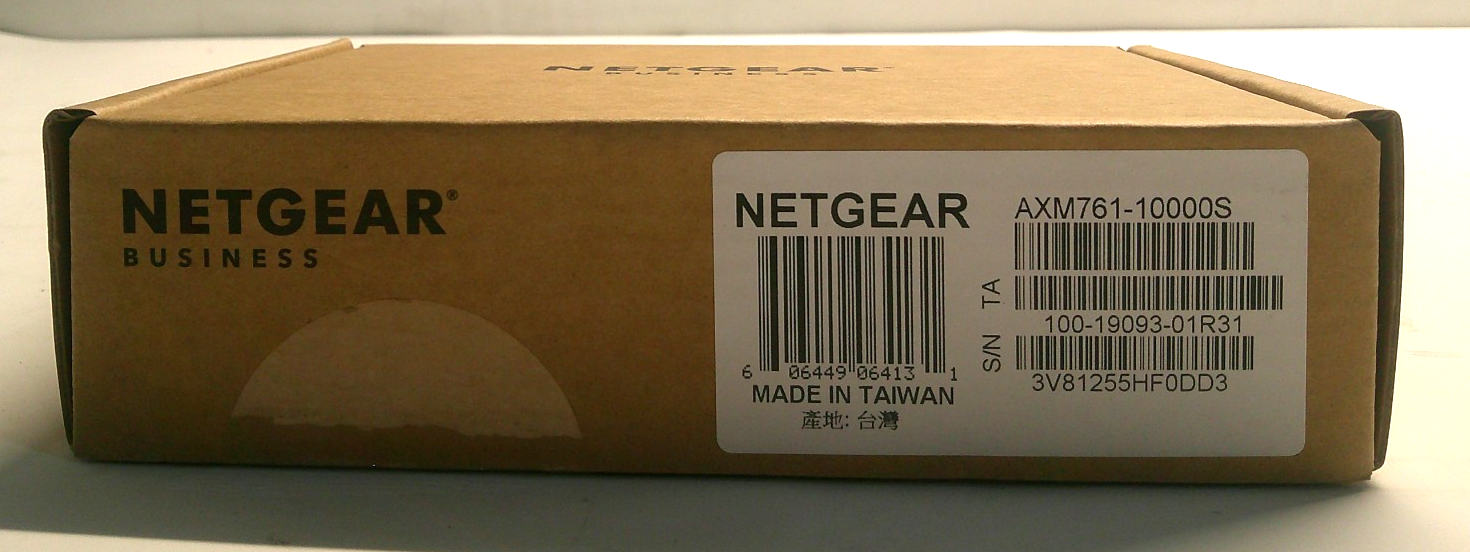 NETGEAR
BUSINESS
NETGEAR®
BUSINESS
NETGEAR
6 06449 06413 1
MADE IN TAIWAN
產地: 台灣
AXM761-10000S
TA
100-19093-01R31
S/N
3V81255HF0DD3